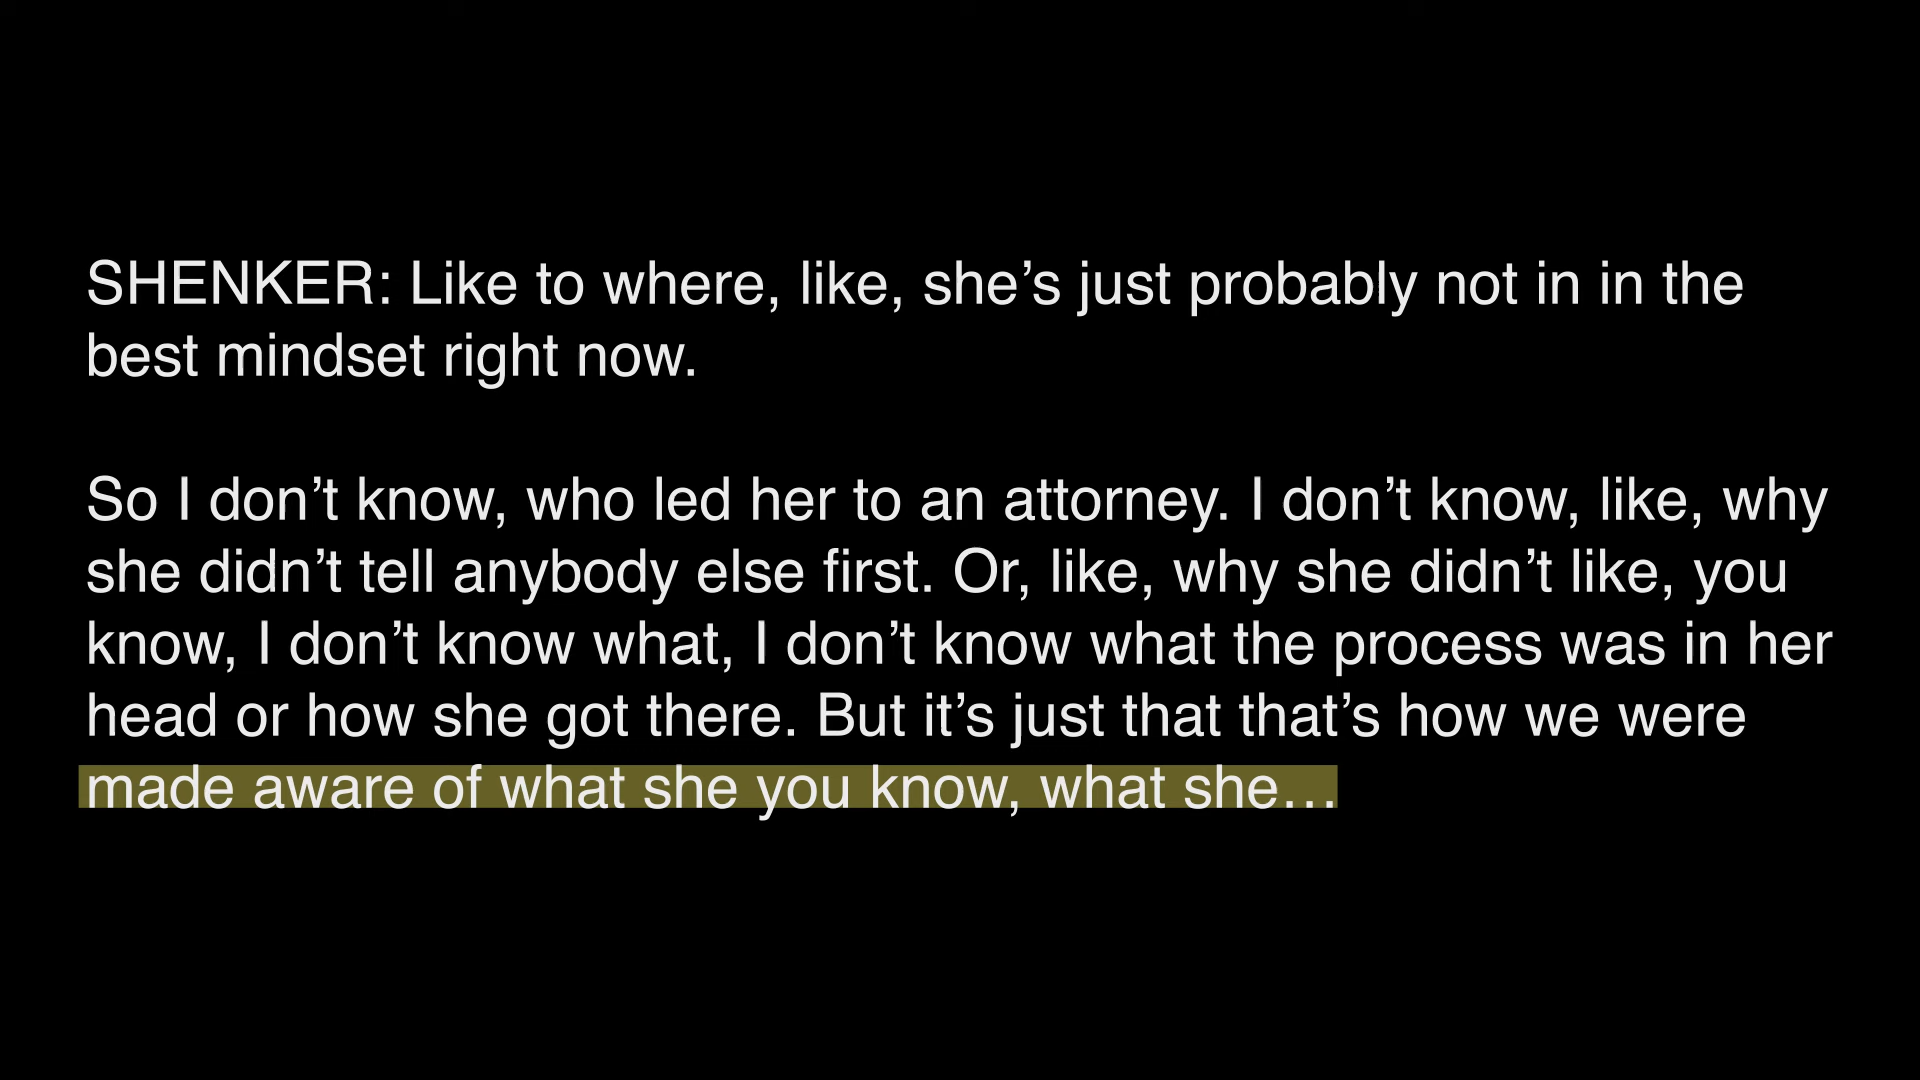 SHENKER: Like to where, like, she’s just probably not in in the
best mindset right now.
So I don’t know, who led her to an attorney. I don’t know, like, why
she didn’t tell anybody else first. Or, like, why she didn’t like, you
know, I don’t know what, I don’t know what the process was in her
head or how she got there. But it’s just that that’s how we were
made aware of what she you know, what she…